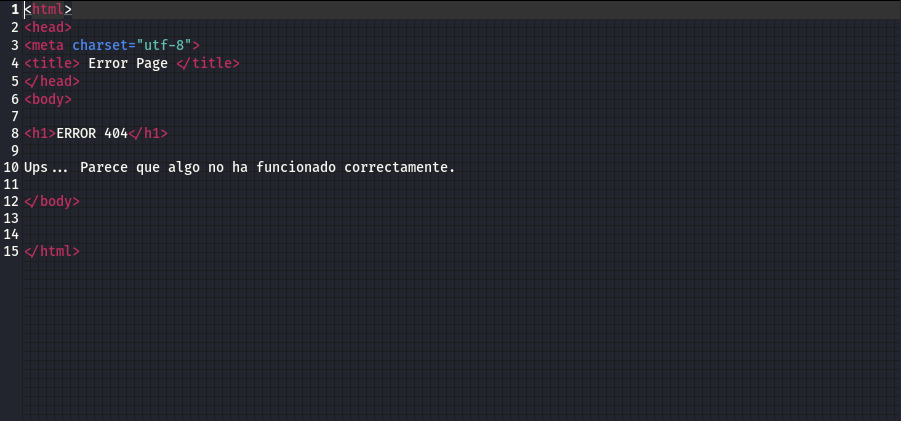 1 <html>
2 <head>
3 <meta charset="utf-8">
4 <title> Error Page </title>
5 </head>
6 <body>
7
8 <h1>ERROR 404</h1>
9
10 Ups... Parece que algo no ha funcionado correctamente.
11
12 </body>
13
14
15 </html>